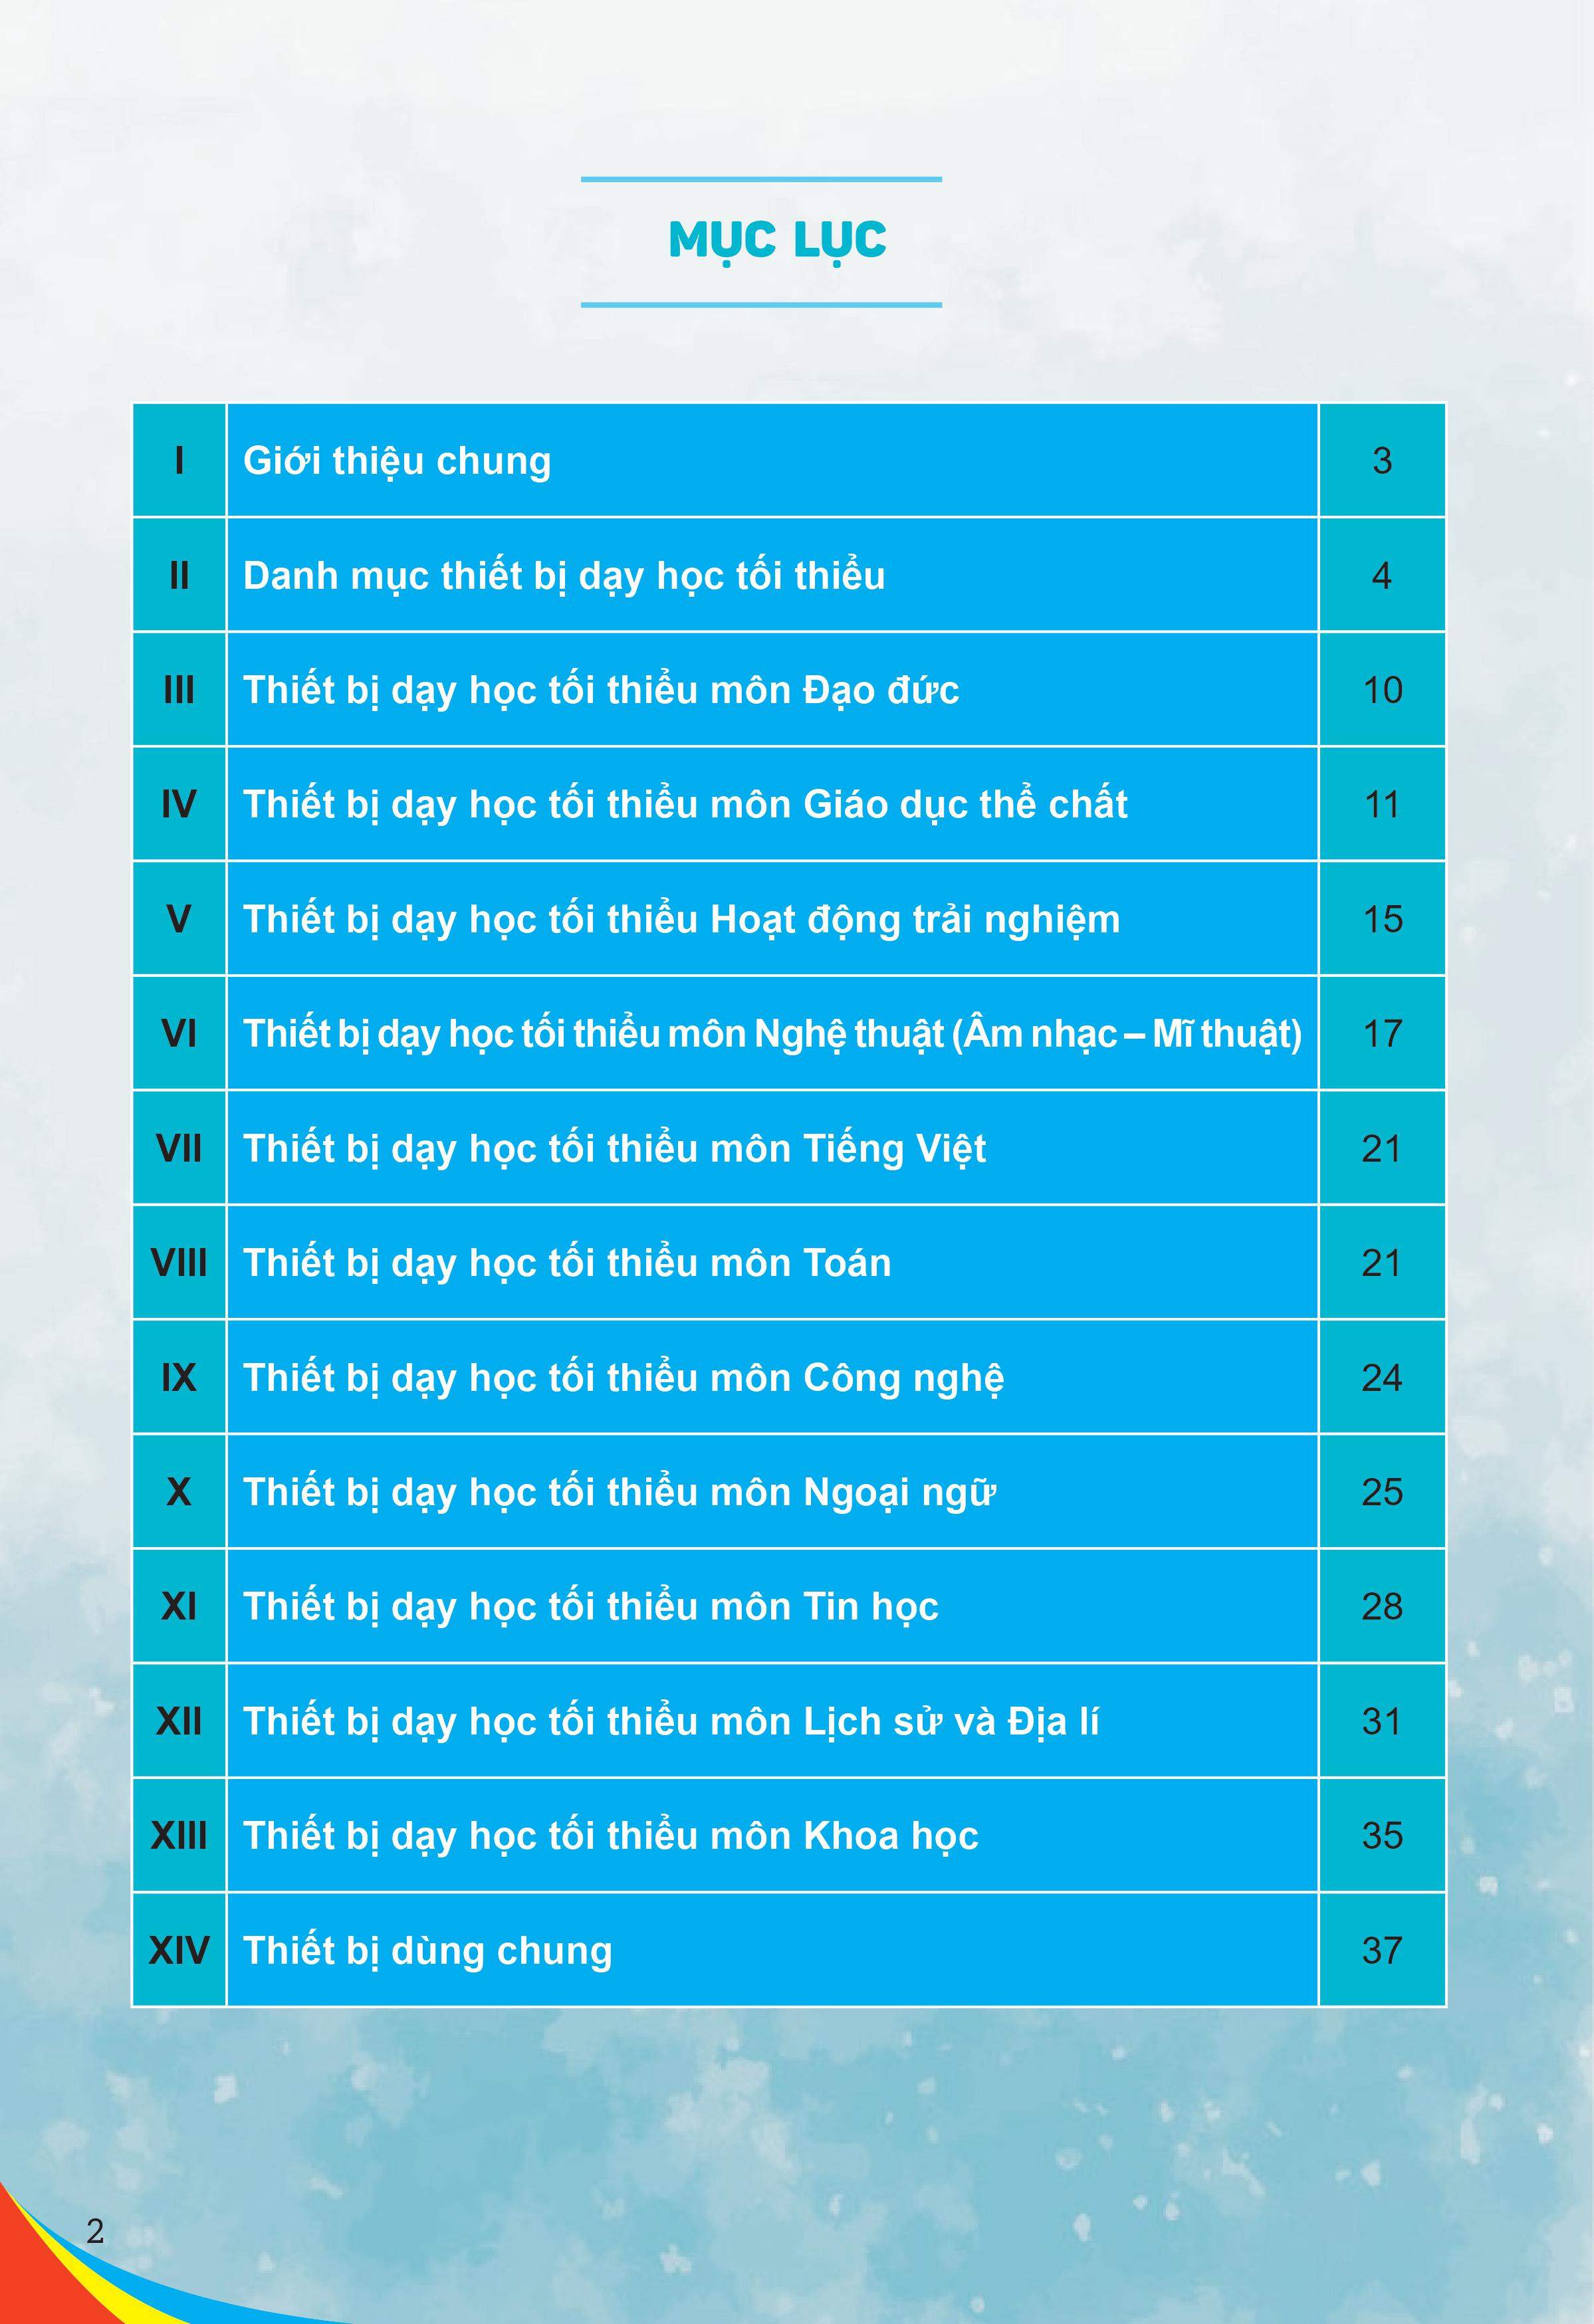 MỤC LỤC
I Giới thiệu chung 3
II Danh mục thiết bị dạy học tối thiểu 4
III Thiết bị dạy học tối thiểu môn Đạo đức 10
IV Thiết bị dạy học tối thiểu môn Giáo dục thể chất 11
V Thiết bị dạy học tối thiểu Hoạt động trải nghiệm 15
VI Thiết bị dạy học tối thiểu môn Nghệ thuật (Âm nhạc – Mĩ thuật) 17
VII Thiết bị dạy học tối thiểu môn Tiếng Việt 21
VIII Thiết bị dạy học tối thiểu môn Toán 21
IX Thiết bị dạy học tối thiểu môn Công nghệ 24
X Thiết bị dạy học tối thiểu môn Ngoại ngữ 25
XI Thiết bị dạy học tối thiểu môn Tin học 28
XII Thiết bị dạy học tối thiểu môn Lịch sử và Địa lí 31
XIII Thiết bị dạy học tối thiểu môn Khoa học 35
XIV Thiết bị dùng chung 37
2